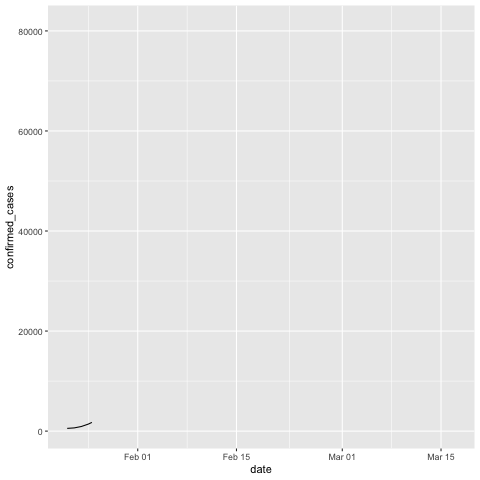 80000
60000
40000
20000
0
confirmed_cases
Feb 01
Feb 15
Mar 01
Mar 15
date